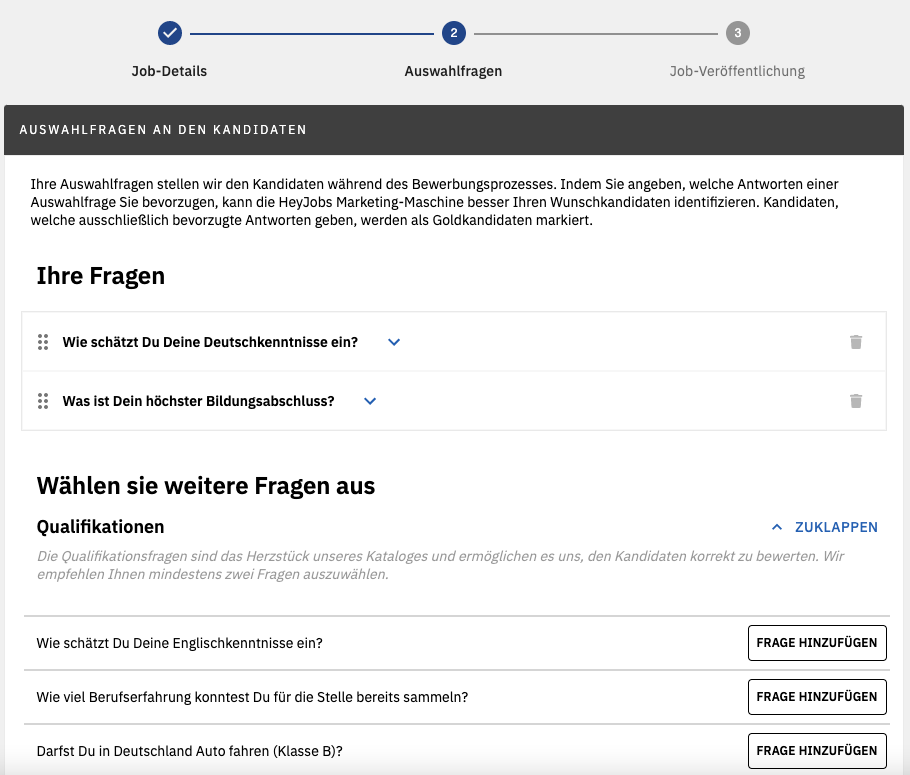 2
3
Job-Details
Auswahlfragen
Job-Veröffentlichung
AUSWAHLFRAGEN AN DEN KANDIDATEN
Ihre Auswahlfragen stellen wir den Kandidaten während des Bewerbungsprozesses. Indem Sie angeben, welche Antworten einer
Auswahlfrage Sie bevorzugen, kann die HeyJobs Marketing-Maschine besser Ihren Wunschkandidaten identifizieren. Kandidaten,
welche ausschließlich bevorzugte Antworten geben, werden als Goldkandidaten markiert.
Ihre Fragen
Wie schätzt Du Deine Deutschkenntnisse ein?
Was ist Dein höchster Bildungsabschluss?
Wählen sie weitere Fragen aus
Qualifikationen
ZUKLAPPEN
Die Qualifikationsfragen sind das Herzstück unseres Kataloges und ermöglichen es uns, den Kandidaten korrekt zu bewerten. Wir
empfehlen Ihnen mindestens zwei Fragen auszuwählen.
Wie schätzt Du Deine Englischkenntnisse ein?
FRAGE HINZUFÜGEN
Wie viel Berufserfahrung konntest Du für die Stelle bereits sammeln?
FRAGE HINZUFÜGEN
Darfst Du in Deutschland Auto fahren (Klasse B)?
FRAGE HINZUFÜGEN